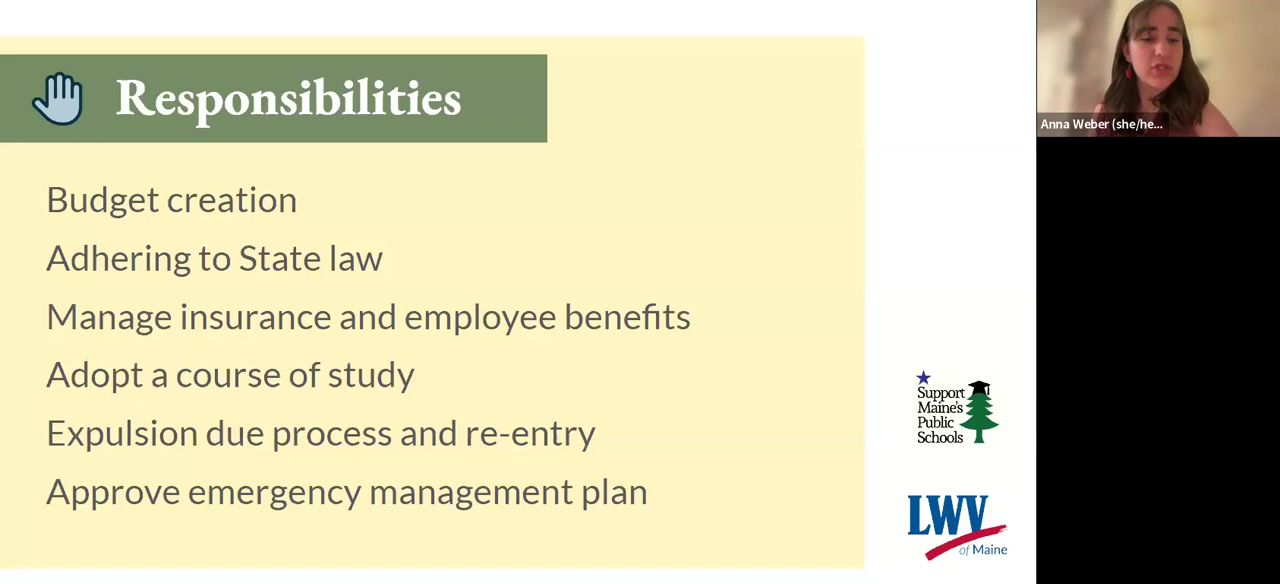 Responsibilities
Budget creation
Adhering to State law
Manage insurance and employee benefits
Adopt a course of study
Expulsion due process and re-entry
Approve emergency management plan
Support
Maine's
Public
Schools
LWV
of Maine
Anna Weber (she/he...